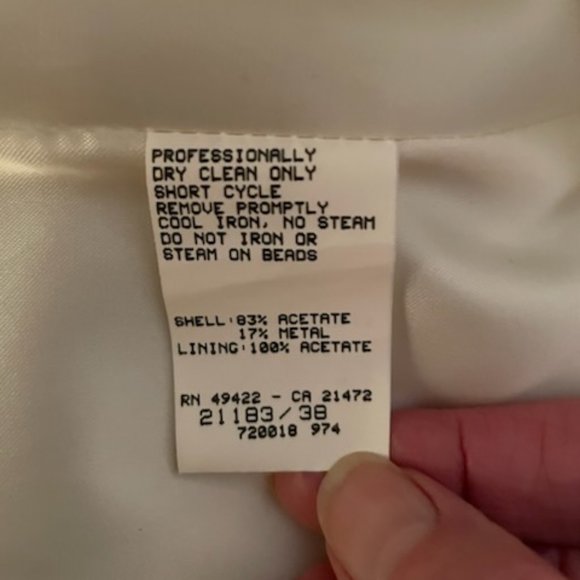 PROFESSIONALLY
DRY CLEAN ONLY
SHORT CYCLE
REMOVE PROMPTLY
COOL IRON, NO STEAM
DO NOT IRON OR
STEAM ON BEADS
SHELL:83% ACETATE
17% METAL
LINING:100% ACETATE
RN 49422 - CA 21472
21183/38
720018 974